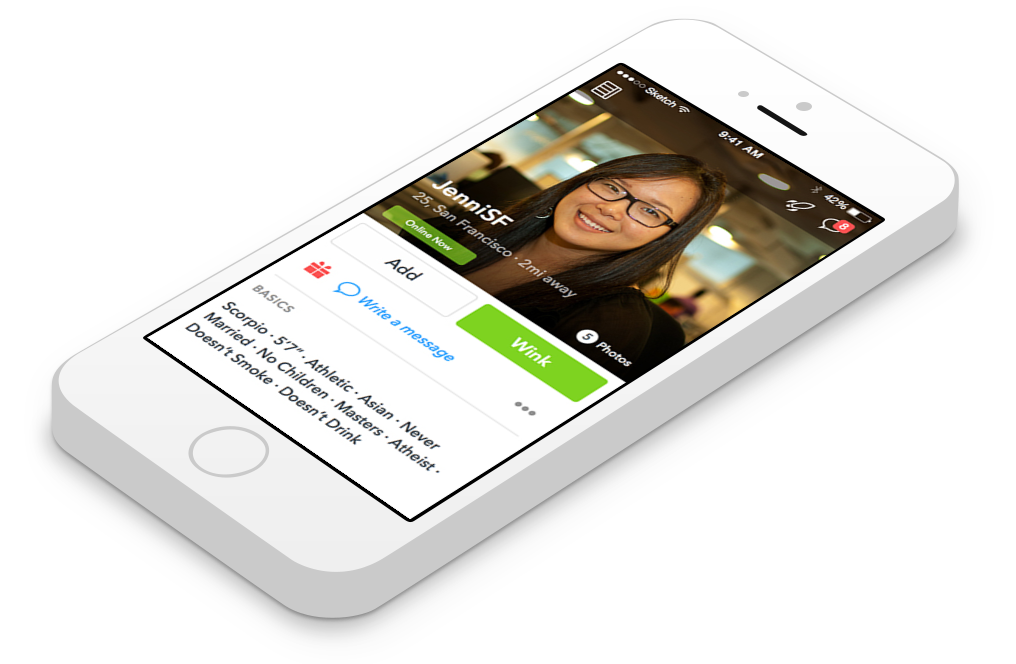 Sketch 9:41 AM 42%
8
JenniSF
25, San Francisco · 2mi away
Online Now
5 Photos
Add
Wink
Write a message
BASICS
Scorpio · 5'7" · Athletic · Asian · Never
Married · No Children · Masters · Atheist ·
Doesn't Smoke · Doesn't Drink